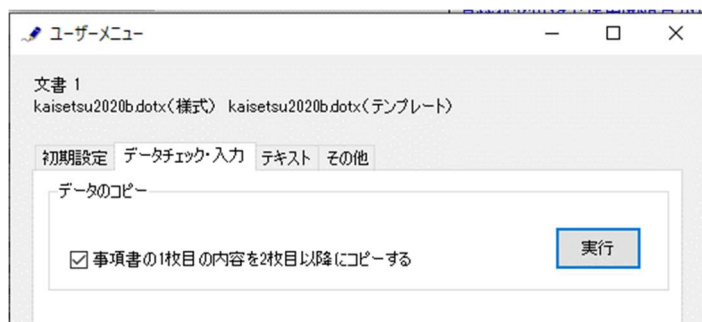 ユーザーメニュー
文書 1
kaisetsu2020b.dotx(様式) kaisetsu2020b.dotx(テンプレート)
初期設定 データチェック・入力 テキスト その他
データのコピー
事項書の1枚目の内容を2枚目以降にコピーする
実行